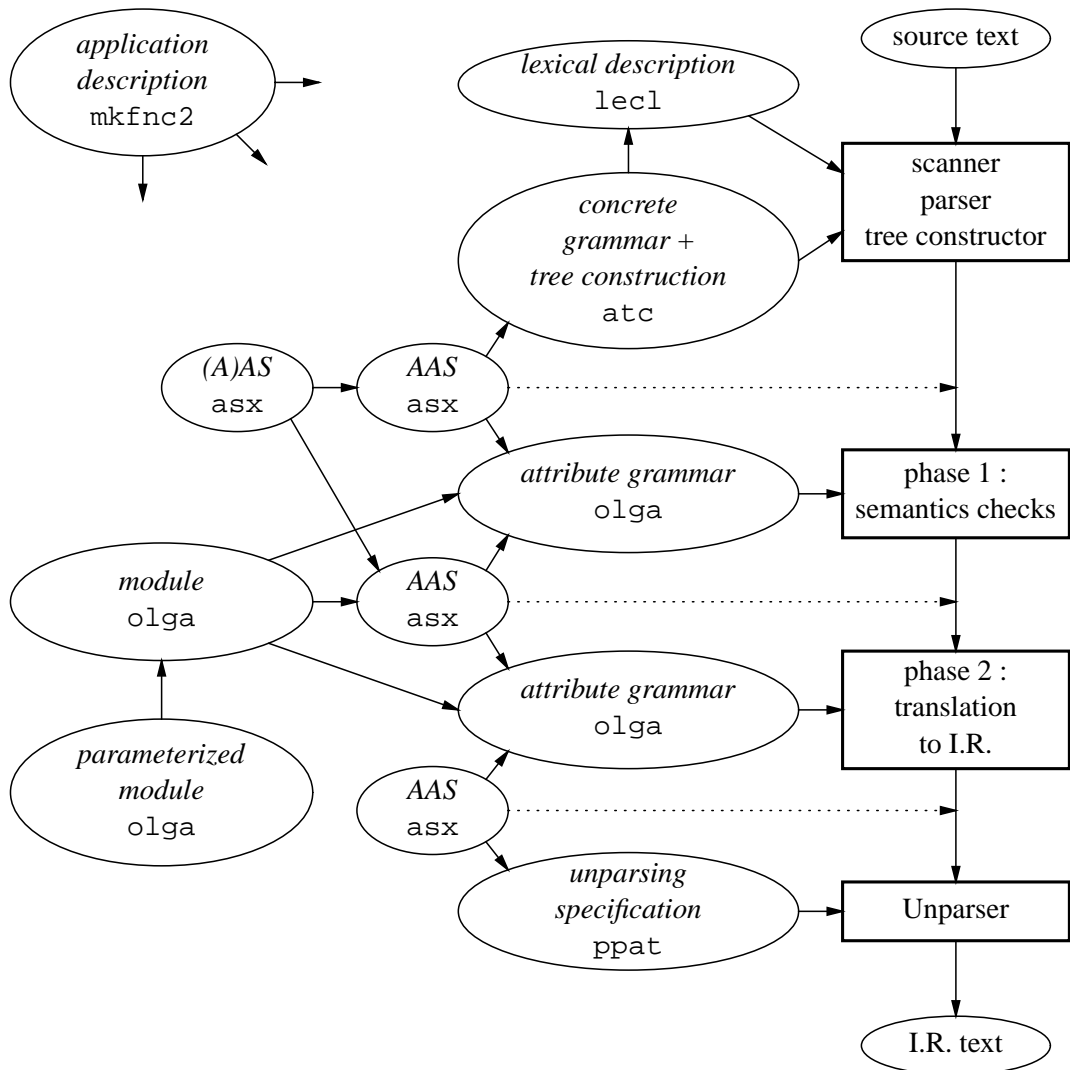 application
description
mkfnc2
source text
lexical description
lecl
scanner
parser
tree constructor
concrete
grammar +
tree construction
atc
(A)AS
asx
AAS
asx
attribute grammar
olga
phase 1 :
semantics checks
module
olga
AAS
asx
attribute grammar
olga
phase 2 :
translation
to I.R.
parameterized
module
olga
AAS
asx
unparsing
specification
ppat
Unparser
I.R. text